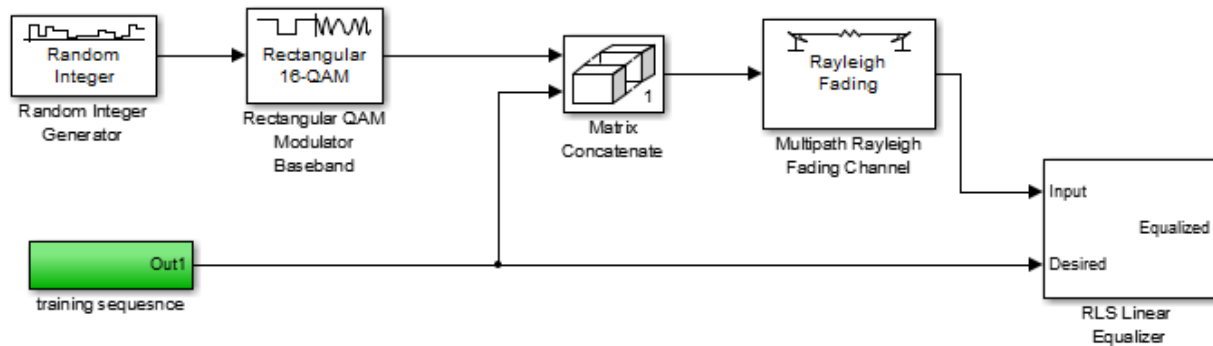 Random
Integer
Random Integer
Generator
Rectangular
16-QAM
Rectangular QAM
Modulator
Baseband
1
Matrix
Concatenate
Rayleigh
Fading
Multipath Rayleigh
Fading Channel
Input
Equalized
Desired
RLS Linear
Equalizer
Out1
training sequesnce